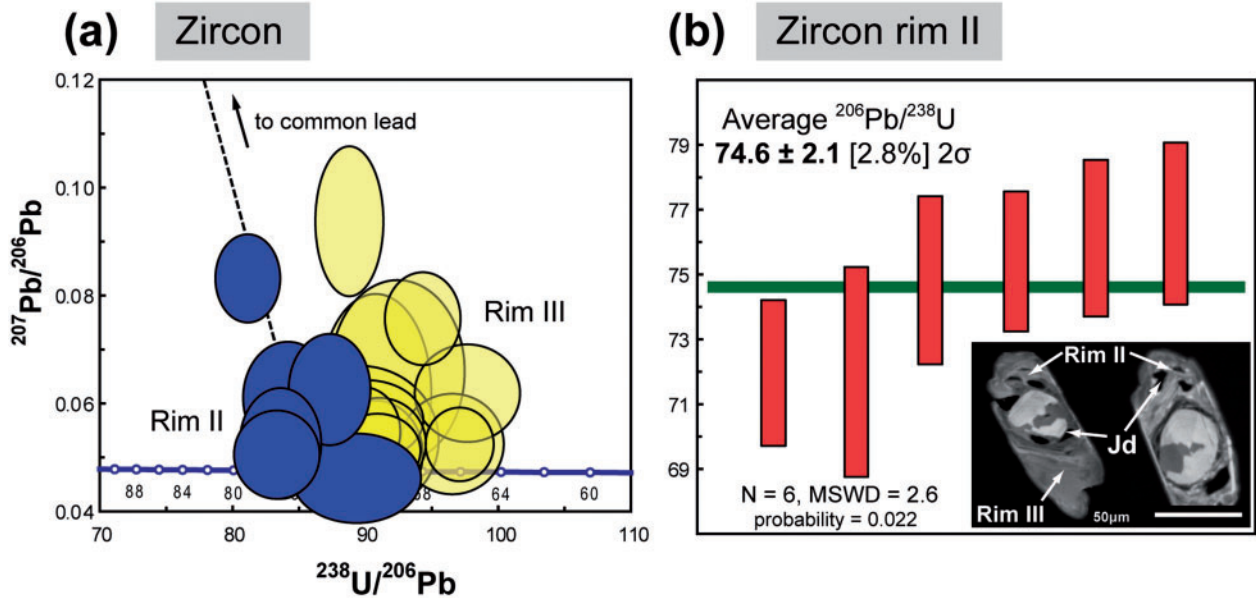 (a) Zircon
0.12
0.10
0.08
0.06
0.04
²⁰⁷Pb/²⁰⁶Pb
to common lead
Rim III
Rim II
88 84 80 64 60
70 80 90 100 110
²³⁸U/²⁰⁶Pb
(b) Zircon rim II
Average ²⁰⁶Pb/²³⁸U
74.6 ± 2.1 [2.8%] 2σ
79
77
75
73
71
69
N = 6, MSWD = 2.6
probability = 0.022
Rim II
Jd
Rim III
50µm